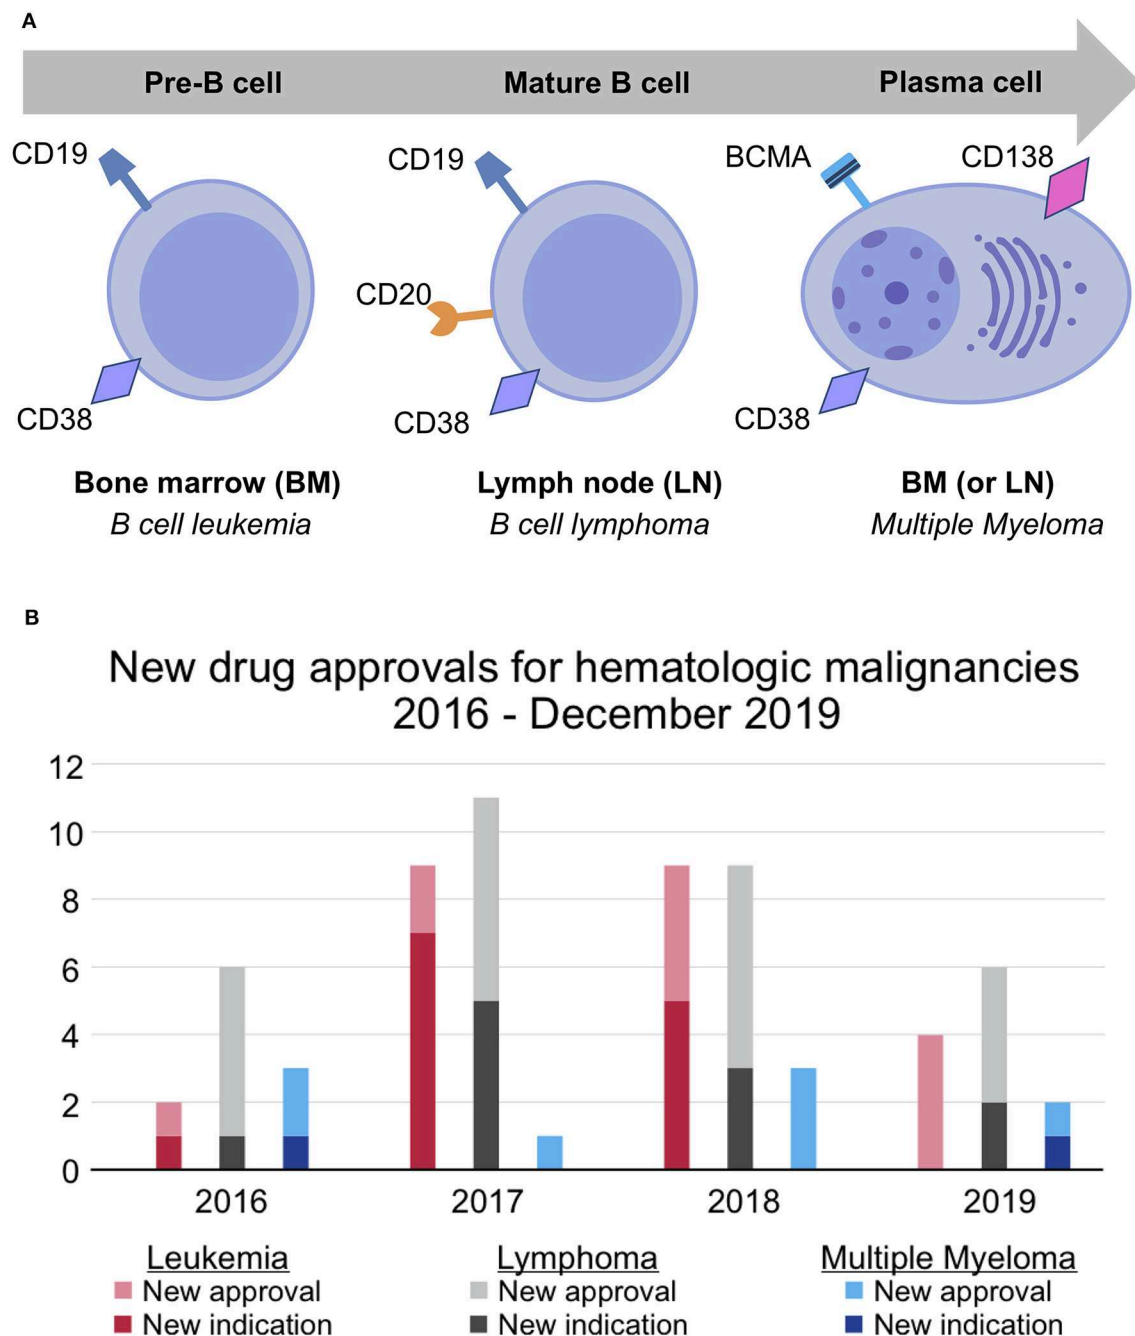 A
Pre-B cell Mature B cell Plasma cell
CD19 CD19 BCMA CD138
CD20
CD38 CD38 CD38
Bone marrow (BM) Lymph node (LN) BM (or LN)
B cell leukemia B cell lymphoma Multiple Myeloma
B
New drug approvals for hematologic malignancies
2016 - December 2019
12
10
8
6
4
2
0
2016 2017 2018 2019
Leukemia Lymphoma Multiple Myeloma
New approval New approval New approval
New indication New indication New indication